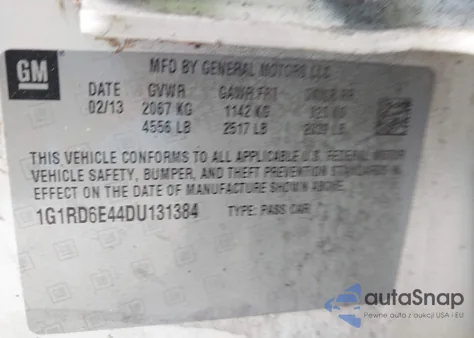 GM
MFD BY GENERAL MOTORS LLC
DATE GVWR GAWR FRT
02/13 2067 KG 1142 KG
4556 LB 2517 LB
THIS VEHICLE CONFORMS TO ALL APPLICABLE U.S. FEDERAL MOTOR
VEHICLE SAFETY, BUMPER, AND THEFT PREVENTION STANDARDS IN
EFFECT ON THE DATE OF MANUFACTURE SHOWN ABOVE.
1G1RD6E44DU131384 TYPE: PASS CAR
autaSnap
Pewne auto z aukcji USA i EU